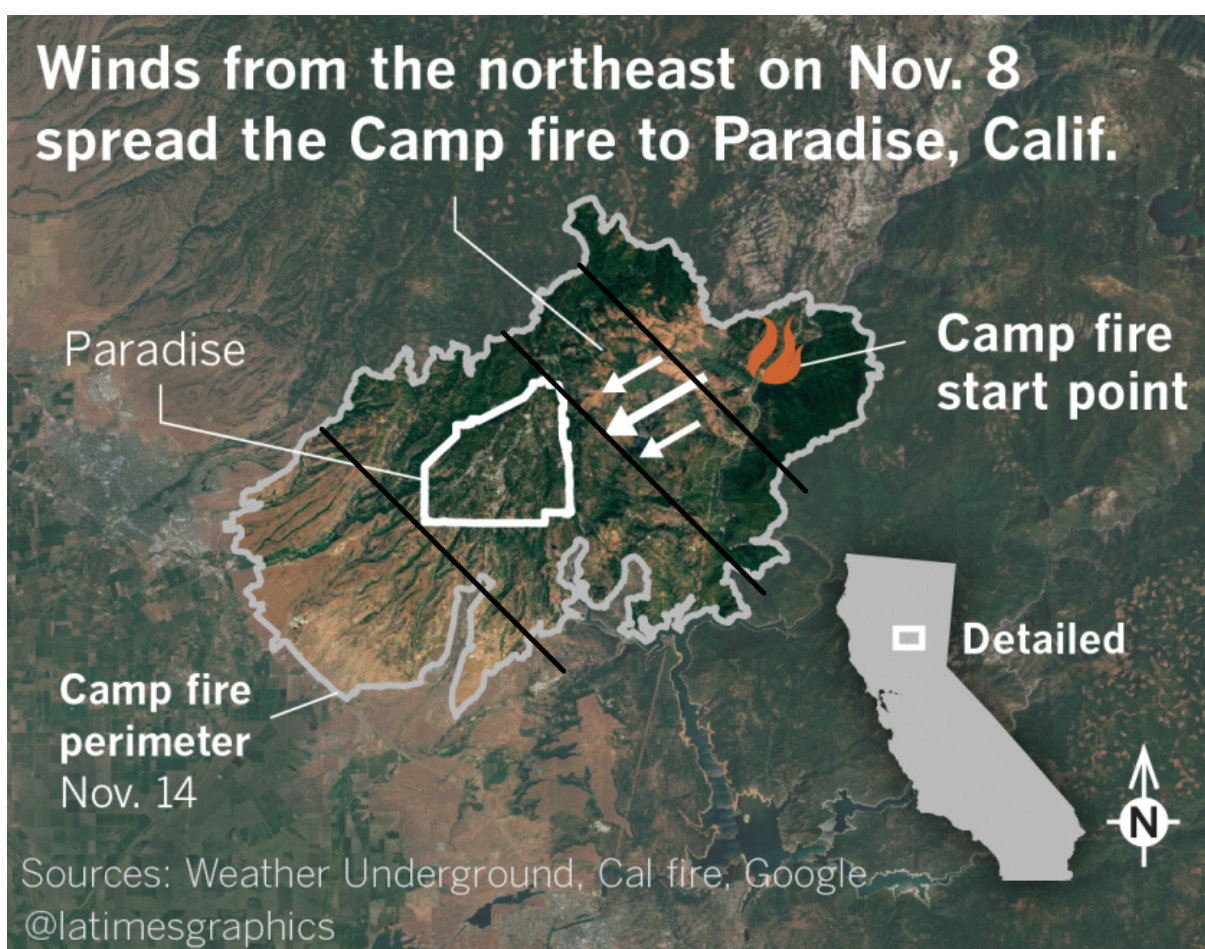 Winds from the northeast on Nov. 8
spread the Camp fire to Paradise, Calif.
Paradise
Camp fire
start point
Detailed
Camp fire
perimeter
Nov. 14
N
Sources: Weather Underground, Cal fire, Google
@latimesgraphics